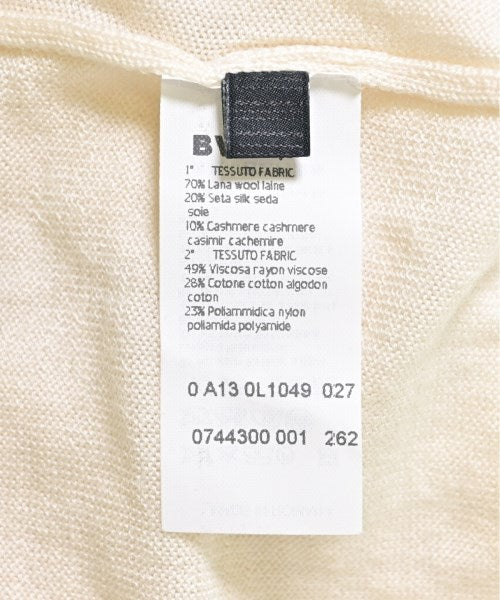 1° TESSUTO FABRIC
70% Lana wool laine
20% Seta silk seda
soie
10% Cashmere cashmere
casimir cachemire
2° TESSUTO FABRIC
49% Viscosa rayon viscose
28% Cotone cotton algodon
coton
23% Poliammidica nylon
poliamida polyamide
0 A13 0L1049 027
0744300 001 262